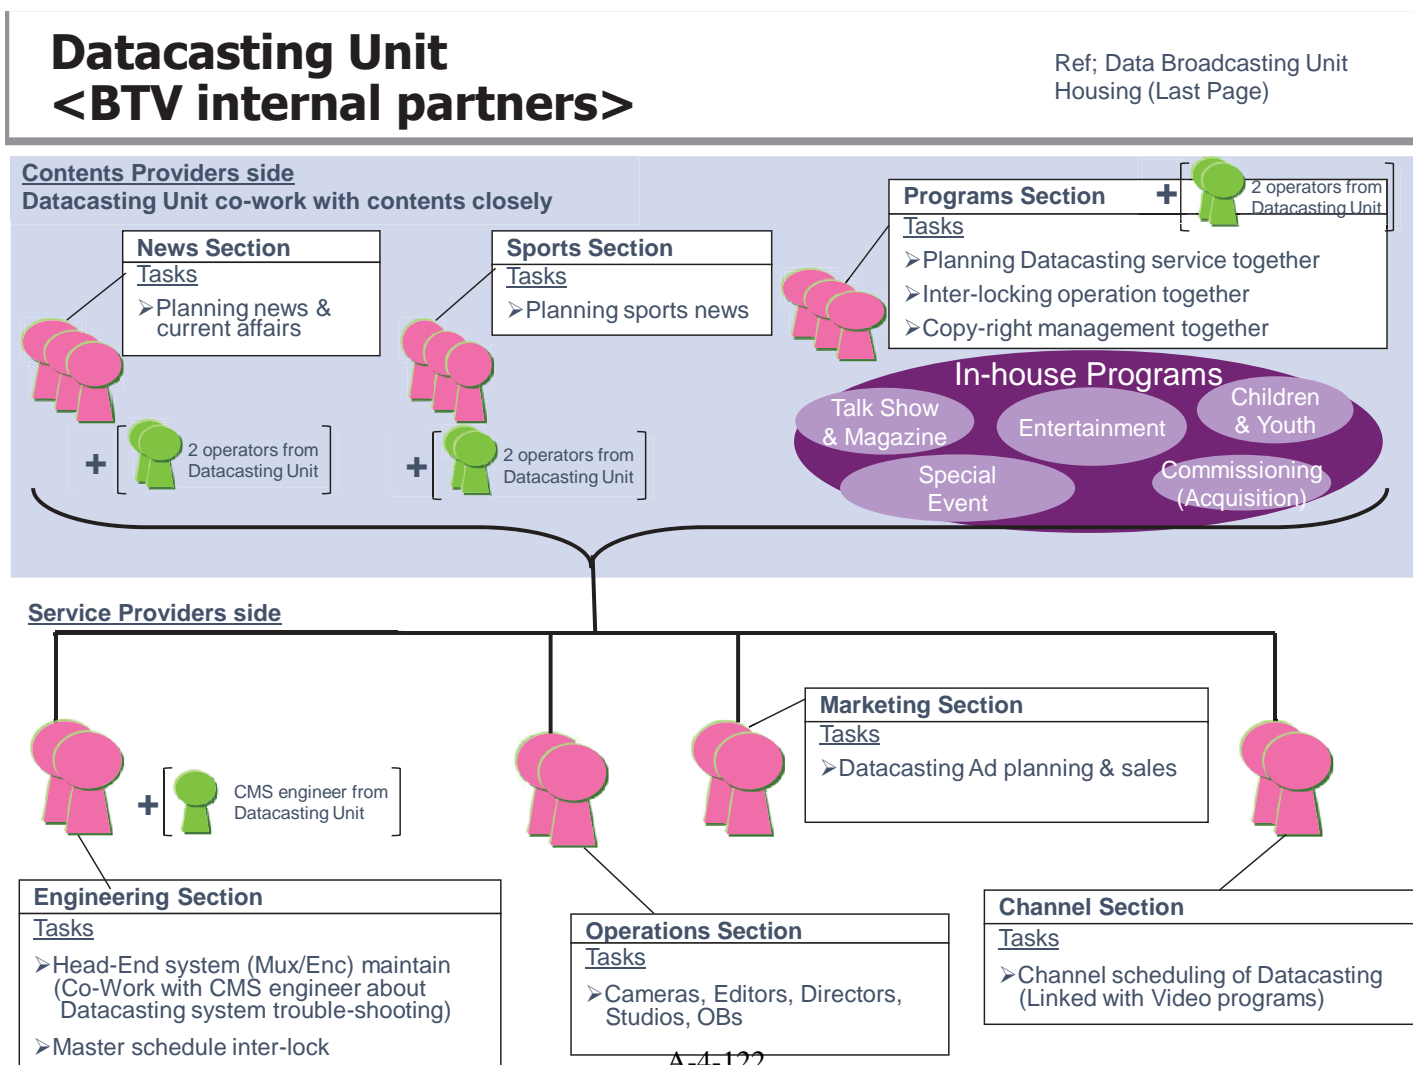 Datacasting Unit
<BTV internal partners>
Ref; Data Broadcasting Unit
Housing (Last Page)
Contents Providers side
Datacasting Unit co-work with contents closely
News Section
Tasks
➢Planning news &
current affairs
+
2 operators from
Datacasting Unit
Sports Section
Tasks
➢Planning sports news
+
2 operators from
Datacasting Unit
Programs Section
+
2 operators from
Datacasting Unit
Tasks
➢Planning Datacasting service together
➢Inter-locking operation together
➢Copy-right management together
In-house Programs
Talk Show
& Magazine
Entertainment
Children
& Youth
Special
Event
Commissioning
(Acquisition)
Service Providers side
+
CMS engineer from
Datacasting Unit
Engineering Section
Tasks
➢Head-End system (Mux/Enc) maintain
(Co-Work with CMS engineer about
Datacasting system trouble-shooting)
➢Master schedule inter-lock
Operations Section
Tasks
➢Cameras, Editors, Directors,
Studios, OBs
Marketing Section
Tasks
➢Datacasting Ad planning & sales
Channel Section
Tasks
➢Channel scheduling of Datacasting
(Linked with Video programs)
A-4-122